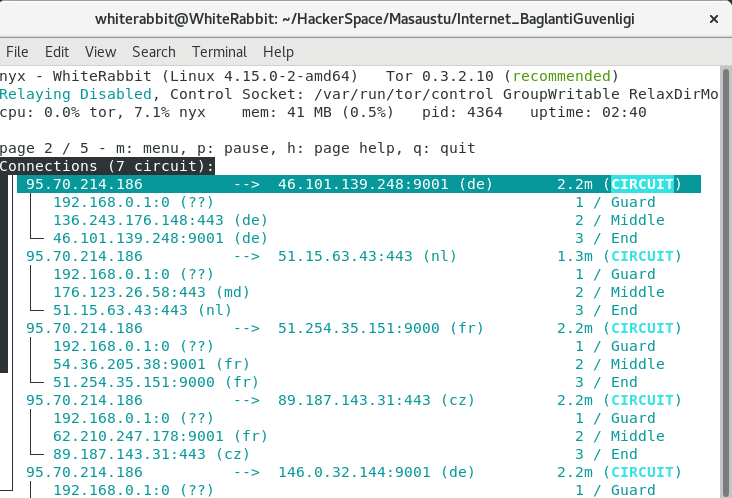 whiterabbit@WhiteRabbit: ~/HackerSpace/Masaustu/Internet_BaglantiGuvenligi ×
File Edit View Search Terminal Help
nyx - WhiteRabbit (Linux 4.15.0-2-amd64) Tor 0.3.2.10 (recommended)
Relaying Disabled, Control Socket: /var/run/tor/control GroupWritable RelaxDirMo
cpu: 0.0% tor, 7.1% nyx mem: 41 MB (0.5%) pid: 4364 uptime: 02:40
page 2 / 5 - m: menu, p: pause, h: page help, q: quit
Connections (7 circuit):
95.70.214.186 --> 46.101.139.248:9001 (de) 2.2m (CIRCUIT)
192.168.0.1:0 (??) 1 / Guard
136.243.176.148:443 (de) 2 / Middle
46.101.139.248:9001 (de) 3 / End
95.70.214.186 --> 51.15.63.43:443 (nl) 1.3m (CIRCUIT)
192.168.0.1:0 (??) 1 / Guard
176.123.26.58:443 (md) 2 / Middle
51.15.63.43:443 (nl) 3 / End
95.70.214.186 --> 51.254.35.151:9000 (fr) 2.2m (CIRCUIT)
192.168.0.1:0 (??) 1 / Guard
54.36.205.38:9001 (fr) 2 / Middle
51.254.35.151:9000 (fr) 3 / End
95.70.214.186 --> 89.187.143.31:443 (cz) 2.2m (CIRCUIT)
192.168.0.1:0 (??) 1 / Guard
62.210.247.178:9001 (fr) 2 / Middle
89.187.143.31:443 (cz) 3 / End
95.70.214.186 --> 146.0.32.144:9001 (de) 2.2m (CIRCUIT)
192.168.0.1:0 (??) 1 / Guard